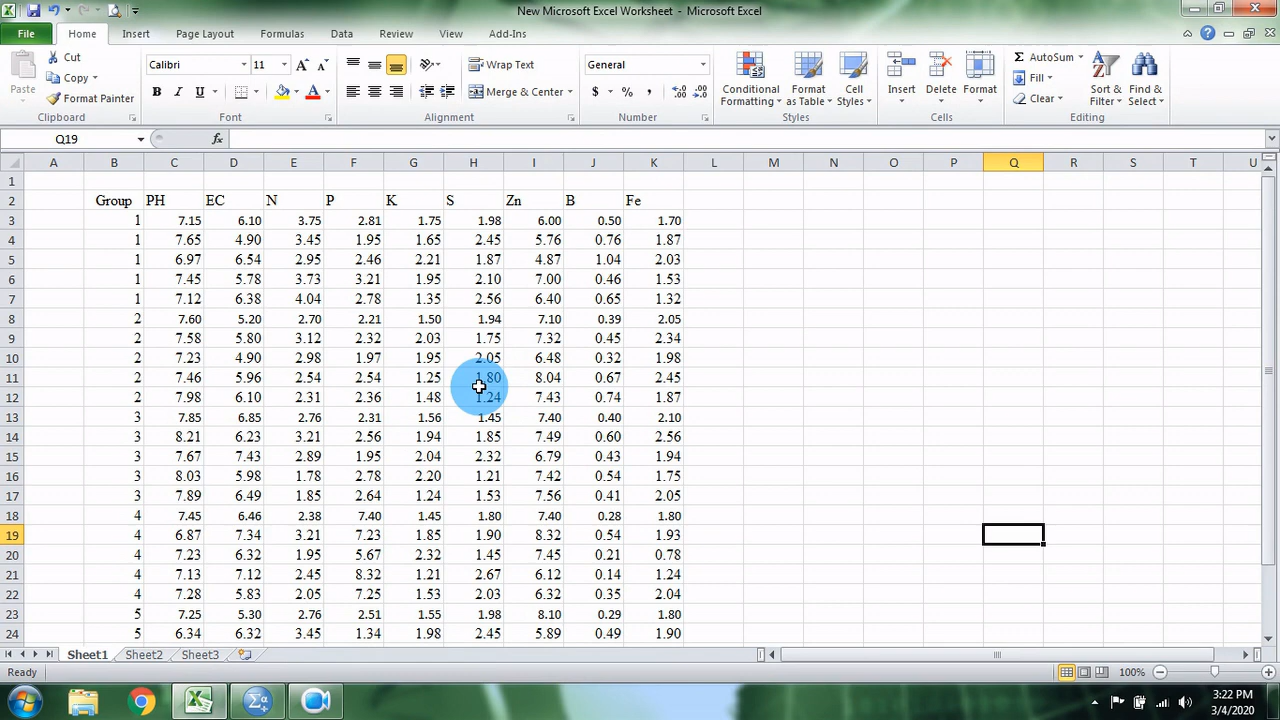 New Microsoft Excel Worksheet - Microsoft Excel
File Home Insert Page Layout Formulas Data Review View Add-Ins
Cut Calibri 11 Wrap Text General AutoSum
Copy Fill
Paste Format Painter Merge & Center Conditional Formatting Format as Table Cell Styles Insert Delete Format Clear Sort & Filter Find & Select
Clipboard Font Alignment Number Styles Cells Editing
Q19 fx
A B C D E F G H I J K L M N O P Q R S T U
1
2 Group PH EC N P K S Zn B Fe
3 1 7.15 6.10 3.75 2.81 1.75 1.98 6.00 0.50 1.70
4 1 7.65 4.90 3.45 1.95 1.65 2.45 5.76 0.76 1.87
5 1 6.97 6.54 2.95 2.46 2.21 1.87 4.87 1.04 2.03
6 1 7.45 5.78 3.73 3.21 1.95 2.10 7.00 0.46 1.53
7 1 7.12 6.38 4.04 2.78 1.35 2.56 6.40 0.65 1.32
8 2 7.60 5.20 2.70 2.21 1.50 1.94 7.10 0.39 2.05
9 2 7.58 5.80 3.12 2.32 2.03 1.75 7.32 0.45 2.34
10 2 7.23 4.90 2.98 1.97 1.95 2.05 6.48 0.32 1.98
11 2 7.46 5.96 2.54 2.54 1.25 1.80 8.04 0.67 2.45
12 2 7.98 6.10 2.31 2.36 1.48 1.24 7.43 0.74 1.87
13 3 7.85 6.85 2.76 2.31 1.56 1.45 7.40 0.40 2.10
14 3 8.21 6.23 3.21 2.56 1.94 1.85 7.49 0.60 2.56
15 3 7.67 7.43 2.89 1.95 2.04 2.32 6.79 0.43 1.94
16 3 8.03 5.98 1.78 2.78 2.20 1.21 7.42 0.54 1.75
17 3 7.89 6.49 1.85 2.64 1.24 1.53 7.56 0.41 2.05
18 4 7.45 6.46 2.38 7.40 1.45 1.80 7.40 0.28 1.80
19 4 6.87 7.34 3.21 7.23 1.85 1.90 8.32 0.54 1.93
20 4 7.23 6.32 1.95 5.67 2.32 1.45 7.45 0.21 0.78
21 4 7.13 7.12 2.45 8.32 1.21 2.67 6.12 0.14 1.24
22 4 7.28 5.83 2.05 7.25 1.53 2.03 6.32 0.35 2.04
23 5 7.25 5.30 2.76 2.51 1.55 1.98 8.10 0.29 1.80
24 5 6.34 6.32 3.45 1.34 1.98 2.45 5.89 0.49 1.90
Sheet1 Sheet2 Sheet3
Ready 100%
3:22 PM
3/4/2020